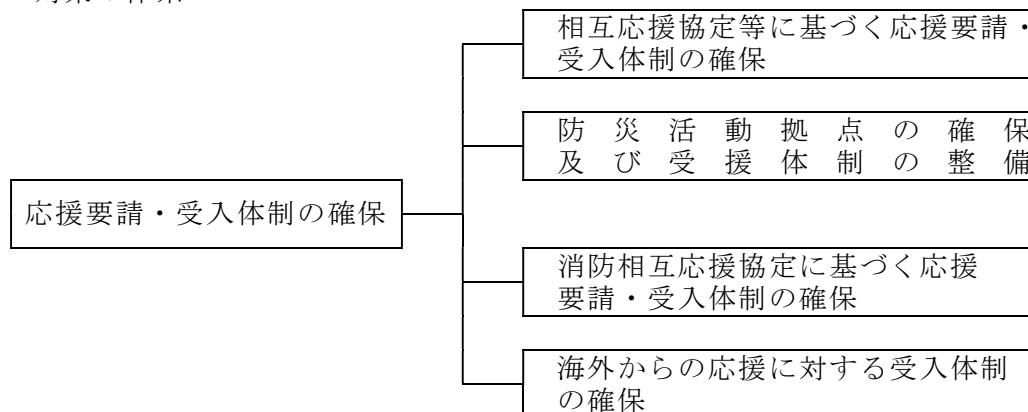 相互応援協定等に基づく応援要請・
受入体制の確保
防災活動拠点の確保
及び受援体制の整備
応援要請・受入体制の確保
消防相互応援協定に基づく応援
要請・受入体制の確保
海外からの応援に対する受入体制
の確保